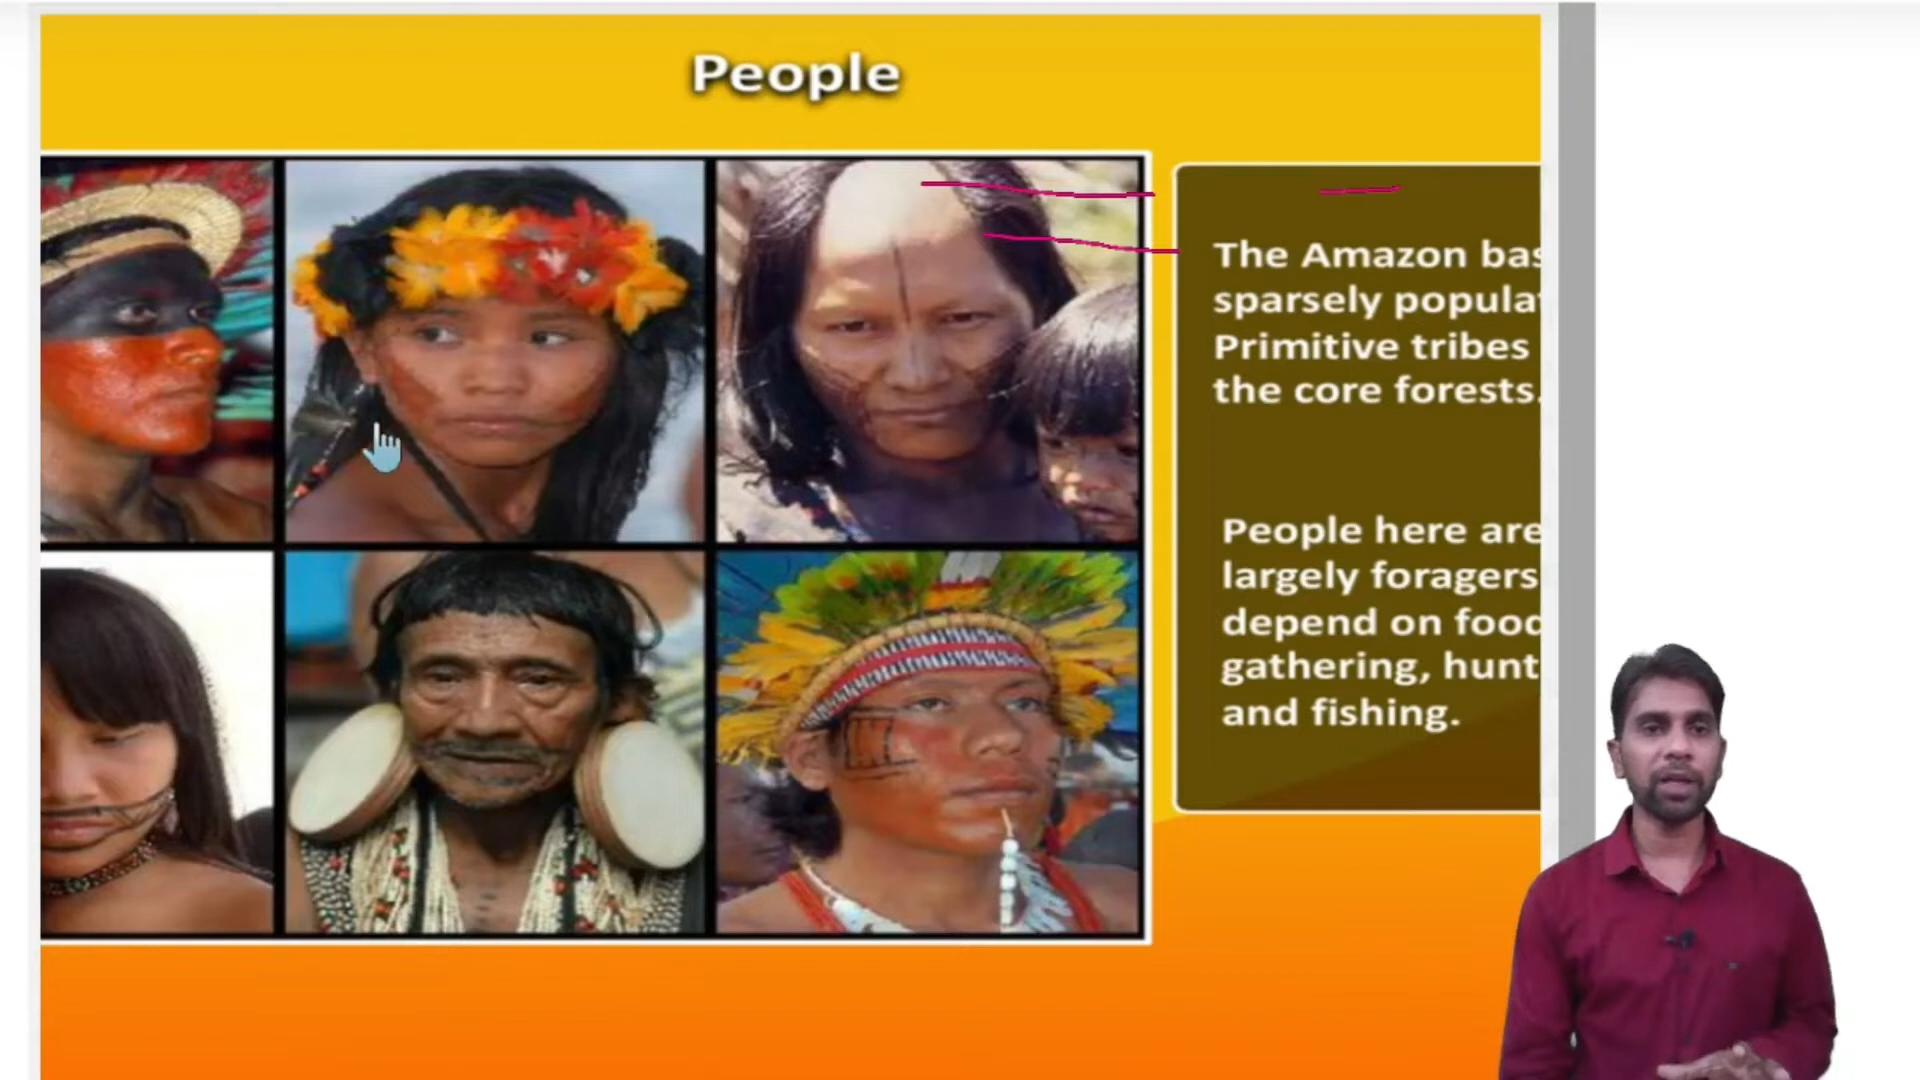 People
The Amazon bas
sparsely populat
Primitive tribes
the core forests.
People here are
largely foragers
depend on food
gathering, hunt
and fishing.